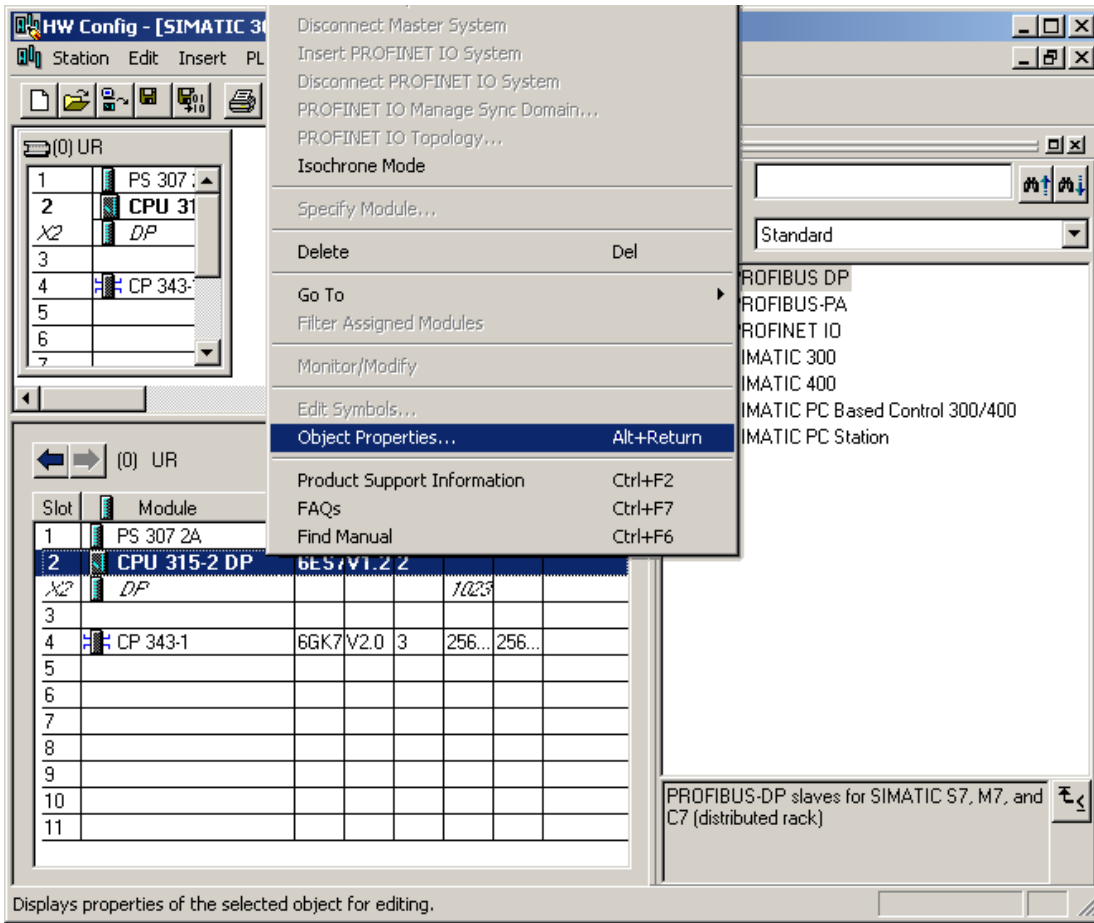 HW Config - [SIMATIC 30
Station Edit Insert PL
(0) UR
1 PS 307 2
2 CPU 31
X2 DP
3
4 CP 343-1
5
6
7
Disconnect Master System
Insert PROFINET IO System
Disconnect PROFINET IO System
PROFINET IO Manage Sync Domain...
PROFINET IO Topology...
Isochrone Mode
Specify Module...
Delete Del
Go To
Filter Assigned Modules
Monitor/Modify
Edit Symbols...
Object Properties... Alt+Return
Product Support Information Ctrl+F2
FAQs Ctrl+F7
Find Manual Ctrl+F6
Standard
PROFIBUS DP
ROFIBUS-PA
ROFINET IO
IMATIC 300
IMATIC 400
IMATIC PC Based Control 300/400
IMATIC PC Station
(0) UR
Slot Module
1 PS 307 2A
2 CPU 315-2 DP 6ES7 V1.2 2
X2 DP 1023
3
4 CP 343-1 6GK7 V2.0 3 256... 256...
5
6
7
8
9
10
11
PROFIBUS-DP slaves for SIMATIC S7, M7, and
C7 (distributed rack)
Displays properties of the selected object for editing.